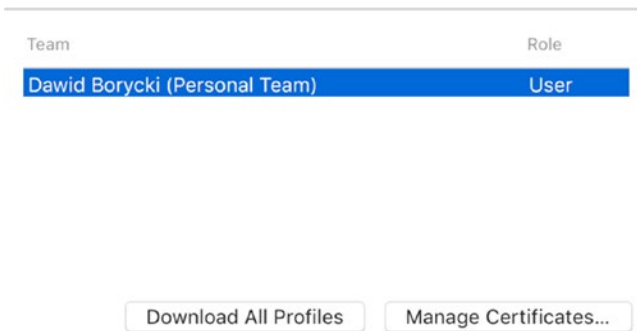 Team Role
Dawid Borycki (Personal Team) User
Download All Profiles Manage Certificates...